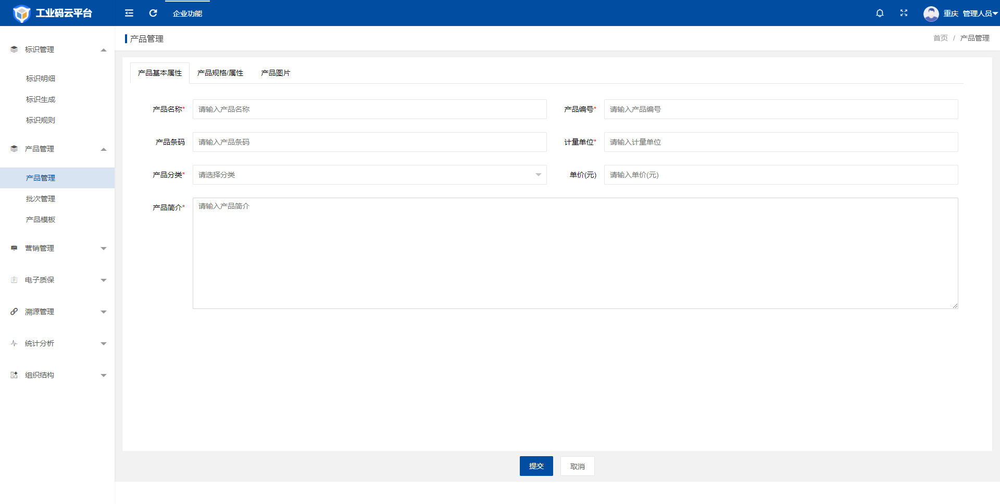 工业码云平台
企业功能
重庆 管理人员
标识管理
标识明细
标识生成
标识规则
产品管理
产品管理
批次管理
产品模板
营销管理
电子质保
溯源管理
统计分析
组织结构
产品管理
首页 / 产品管理
产品基本属性 产品规格/属性 产品图片
产品名称* 请输入产品名称 产品编号* 请输入产品编号
产品条码 请输入产品条码 计量单位* 请输入计量单位
产品分类* 请选择分类 单价(元) 请输入单价(元)
产品简介* 请输入产品简介
提交 取消